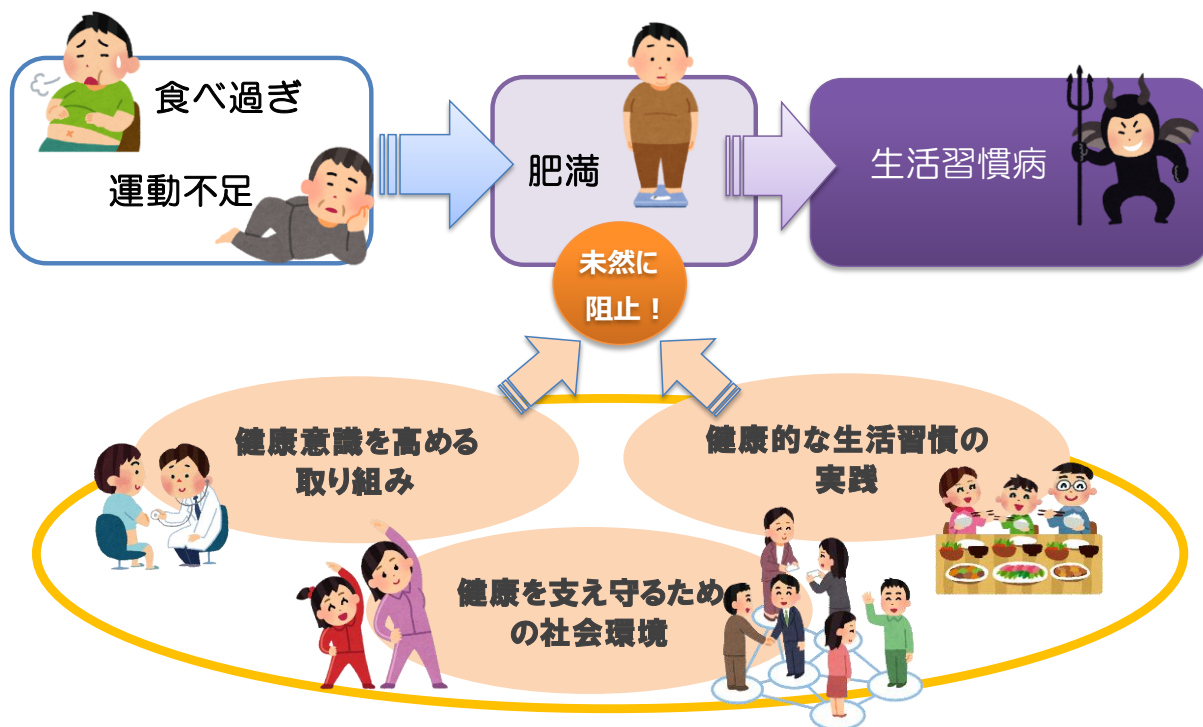 食べ過ぎ
運動不足
肥満
生活習慣病
未然に
阻止！
健康意識を高める
取り組み
健康的な生活習慣の
実践
健康を支え守るため
の社会環境